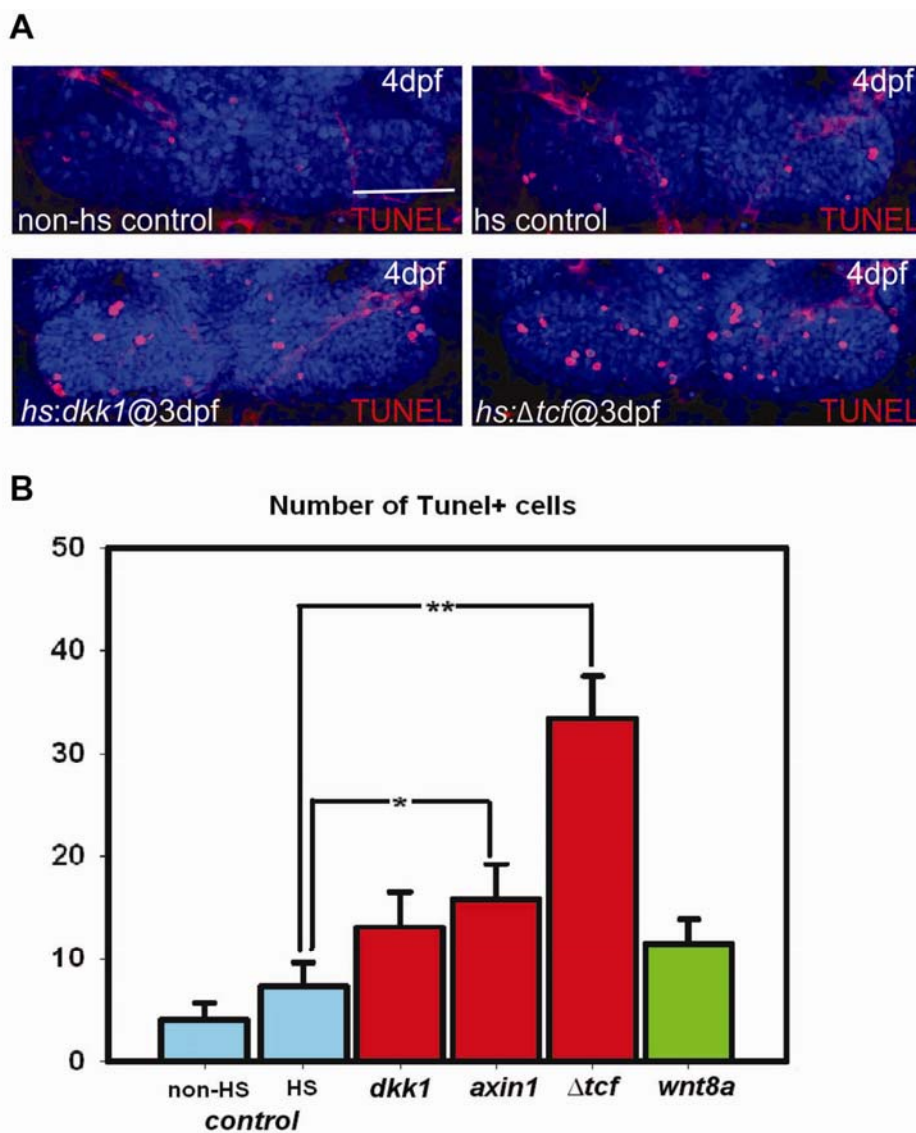 A
4dpf
non-hs control TUNEL
4dpf
hs control TUNEL
4dpf
hs:dkk1@3dpf TUNEL
4dpf
hs:Δtcf@3dpf TUNEL
B
Number of Tunel+ cells
50
40
30
20
10
0
**
*
non-HS HS dkk1 axin1 Δtcf wnt8a
control